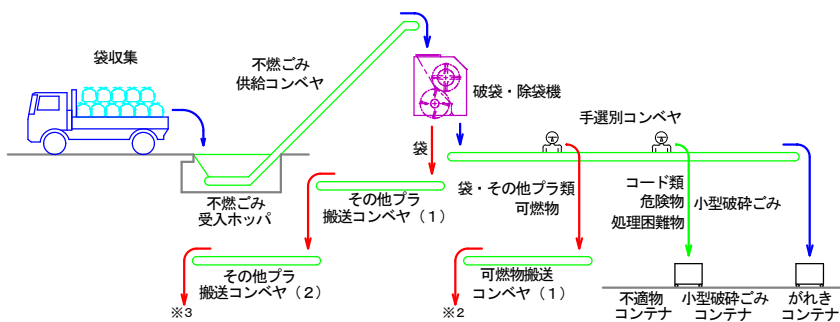 袋収集
不燃ごみ
供給コンベヤ
破袋・除袋機
手選別コンベヤ
袋
不燃ごみ
受入ホッパ
その他プラ
搬送コンベヤ（１）
袋・その他プラ類
可燃物
コード類
危険物
処理困難物
小型破砕ごみ
その他プラ
搬送コンベヤ（２）
可燃物搬送
コンベヤ（１）
※３
※２
不適物
コンテナ
小型破砕ごみ
コンテナ
がれき
コンテナ